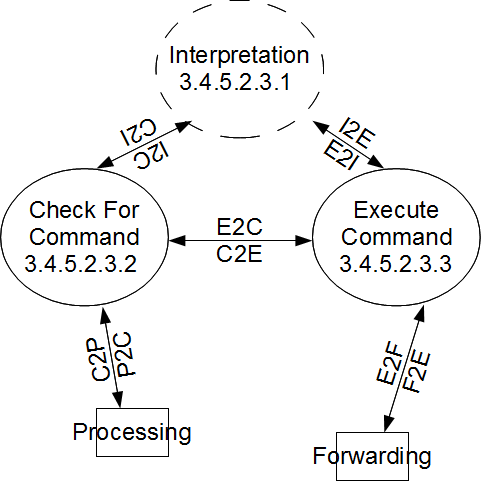 Interpretation
3.4.5.2.3.1
C2I
I2C
I2E
E2I
Check For
Command
3.4.5.2.3.2
E2C
C2E
Execute
Command
3.4.5.2.3.3
C2P
P2C
E2F
F2E
Processing
Forwarding